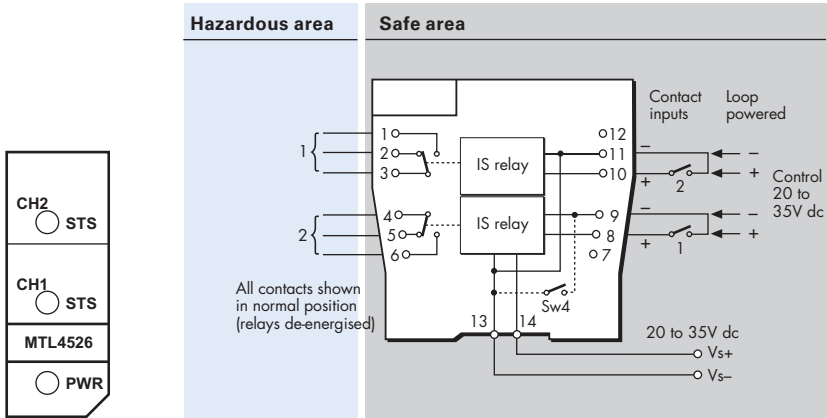 Hazardous area
Safe area
CH2
STS
CH1
STS
MTL4526
PWR
1
2
1
2
3
4
5
6
IS relay
IS relay
12
11
10
9
8
7
Sw4
13
14
Contact
inputs
Loop
powered
–
+
2
–
+
–
+
1
–
+
Control
20 to
35V dc
All contacts shown
in normal position
(relays de-energised)
20 to 35V dc
Vs+
Vs–